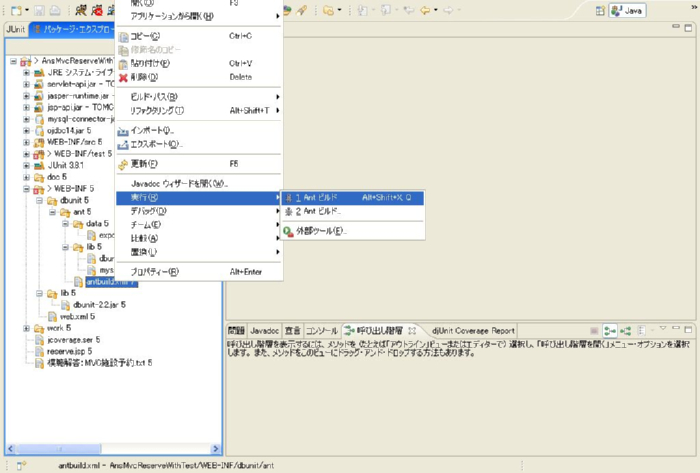 開く(O) F3
アプリケーションから開く(H)
Java
JUnit
パッケージ・エクスプロー
コピー(C) Ctrl+C
修飾名のコピー
貼り付け(P) Ctrl+V
削除(D) Delete
ビルド・パス(B)
リファクタリング(T) Alt+Shift+T
インポート(I)...
エクスポート(O)...
更新(F) F5
Javadoc ウィザードを開く(W)...
実行(R)
デバッグ(D)
チーム(E)
比較(A)
置換(L)
プロパティー(R) Alt+Enter
1 Ant ビルド Alt+Shift+X, Q
2 Ant ビルド...
外部ツール(E)...
AnsMvcReserveWithT
JRE システム・ライブ
servlet-api.jar - TO
jasper-runtime.jar -
jsp-api.jar - TOMC
mysql-connector-j
ojdbc14.jar 5
WEB-INF/src 5
WEB-INF/test 5
JUnit 3.8.1
doc 5
WEB-INF 5
dbunit 5
ant 5
data 5
expo
lib 5
dbu
mys
antbuild.xml 5
lib 5
dbunit-2.2.jar 5
web.xml 5
work 5
jcoverage.ser 5
reserve.jsp 5
模範解答：MVC施設予約.txt 5
問題 Javadoc 宣言 コンソール 呼び出し階層 djUnit Coverage Report
呼び出し階層を表示するには、メソッドを (たとえば「アウトライン」ビューまたはエディターで) 選択し、「呼び出し階層を開く」メニュー・オプションを選択
します。また、メソッドをこのビューにドラッグ・アンド・ドロップする方法もあります。
antbuild.xml - AnsMvcReserveWithTest/WEB-INF/dbunit/ant